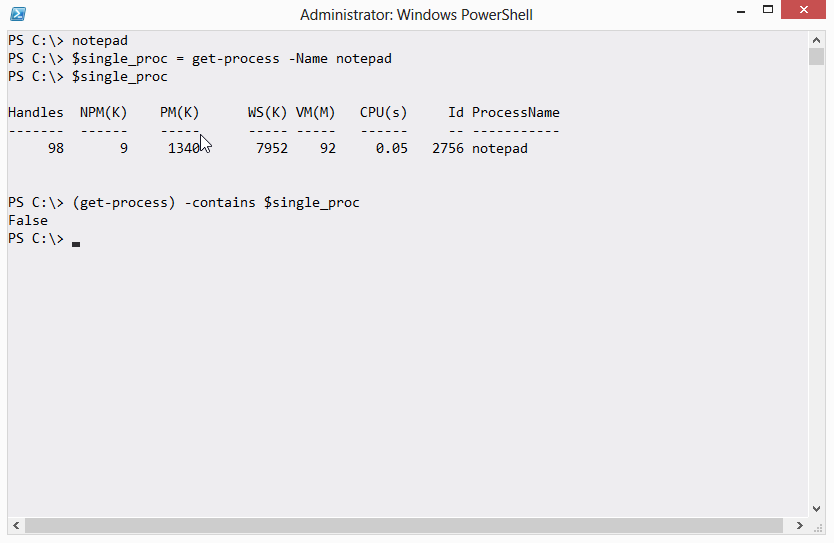 Administrator: Windows PowerShell
PS C:\> notepad
PS C:\> $single_proc = get-process -Name notepad
PS C:\> $single_proc
Handles  NPM(K)    PM(K)      WS(K) VM(M)   CPU(s)     Id ProcessName
-------  ------    -----      ----- -----   ------     -- -----------
     98       9     1340       7952    92     0.05   2756 notepad
PS C:\> (get-process) -contains $single_proc
False
PS C:\>